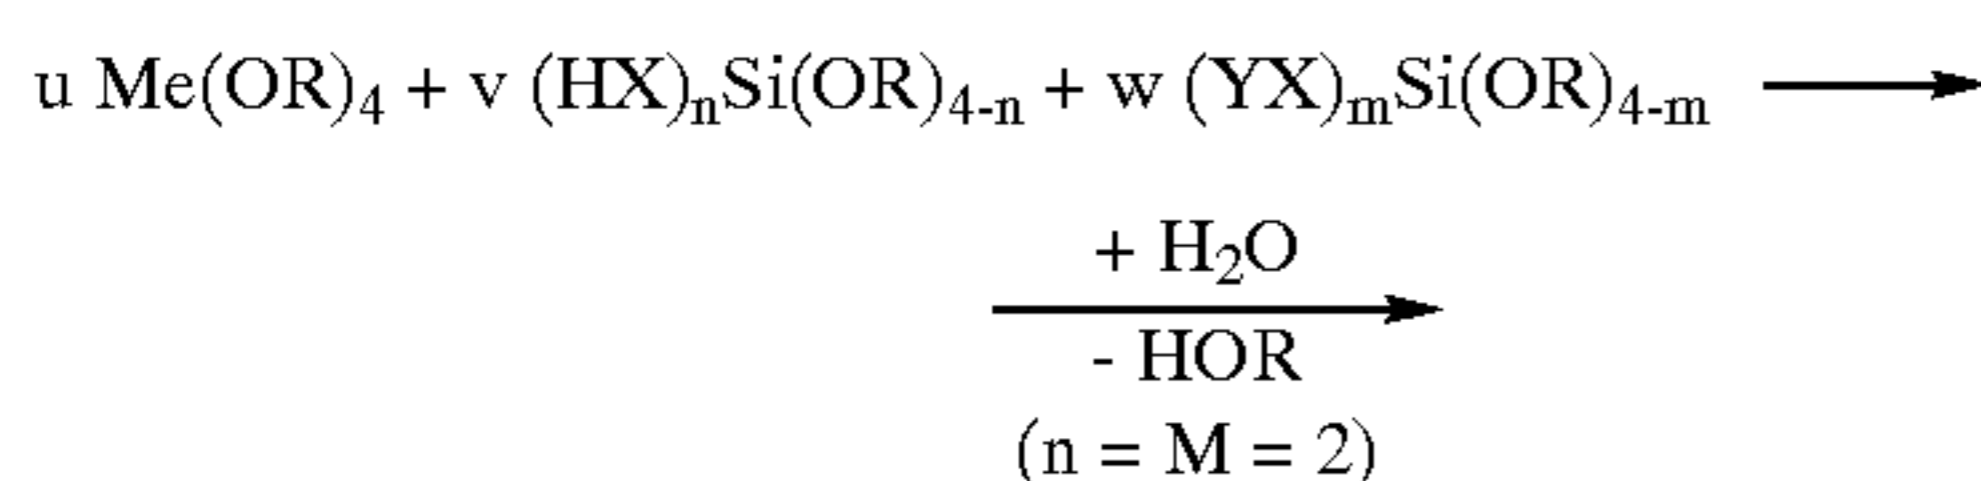 u Me(OR)₄ + v (HX)ₙSi(OR)₄₋ₙ + w (YX)ₘSi(OR)₄₋ₘ ⟶
+ H₂O
⟶
- HOR
(n = M = 2)